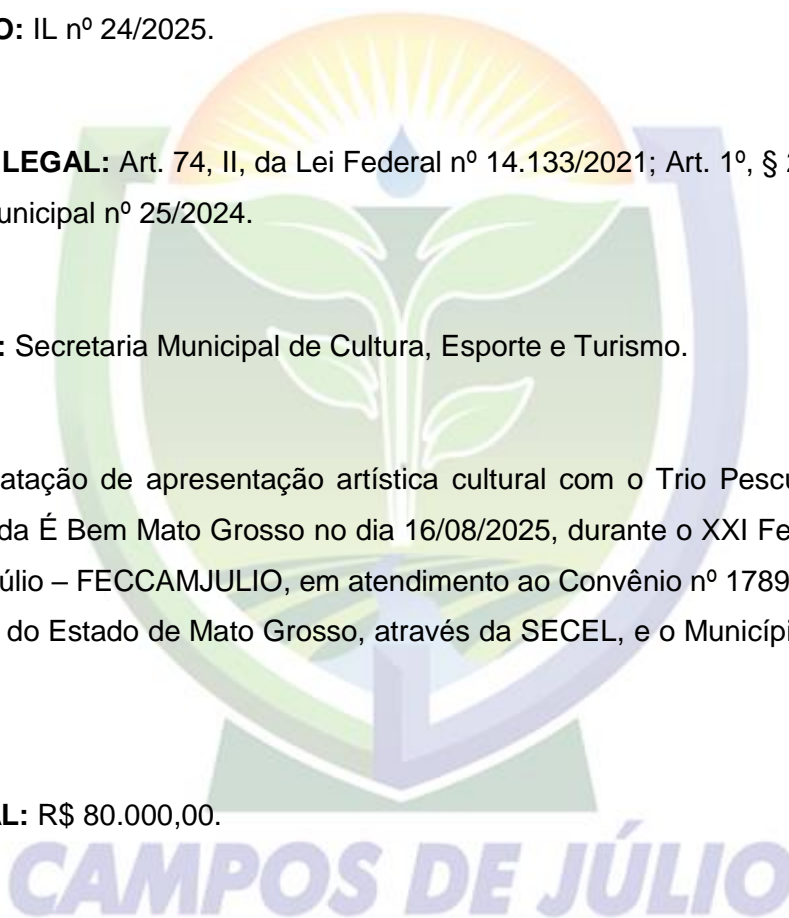 O: IL nº 24/2025.
LEGAL: Art. 74, II, da Lei Federal nº 14.133/2021; Art. 1º, §
unicipal nº 25/2024.
: Secretaria Municipal de Cultura, Esporte e Turismo.
atação de apresentação artística cultural com o Trio Pescu
da É Bem Mato Grosso no dia 16/08/2025, durante o XXI Fe
úlio – FECCAMJULIO, em atendimento ao Convênio nº 1789
do Estado de Mato Grosso, através da SECEL, e o Municípi
AL: R$ 80.000,00.
CAMPOS DE JÚLIO